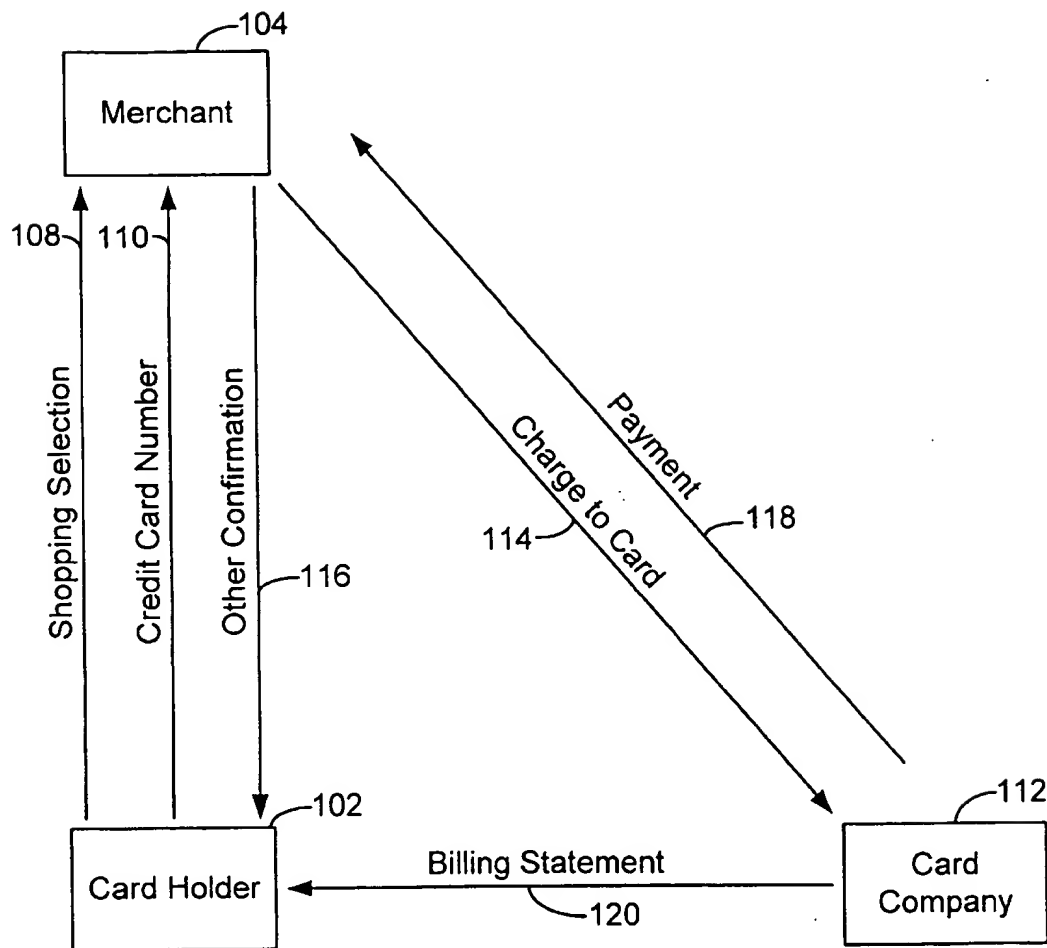 104
Merchant
108
110
Shopping Selection
Credit Card Number
Other Confirmation
116
Charge to Card
114
Payment
118
102
Card Holder
Billing Statement
120
112
Card
Company